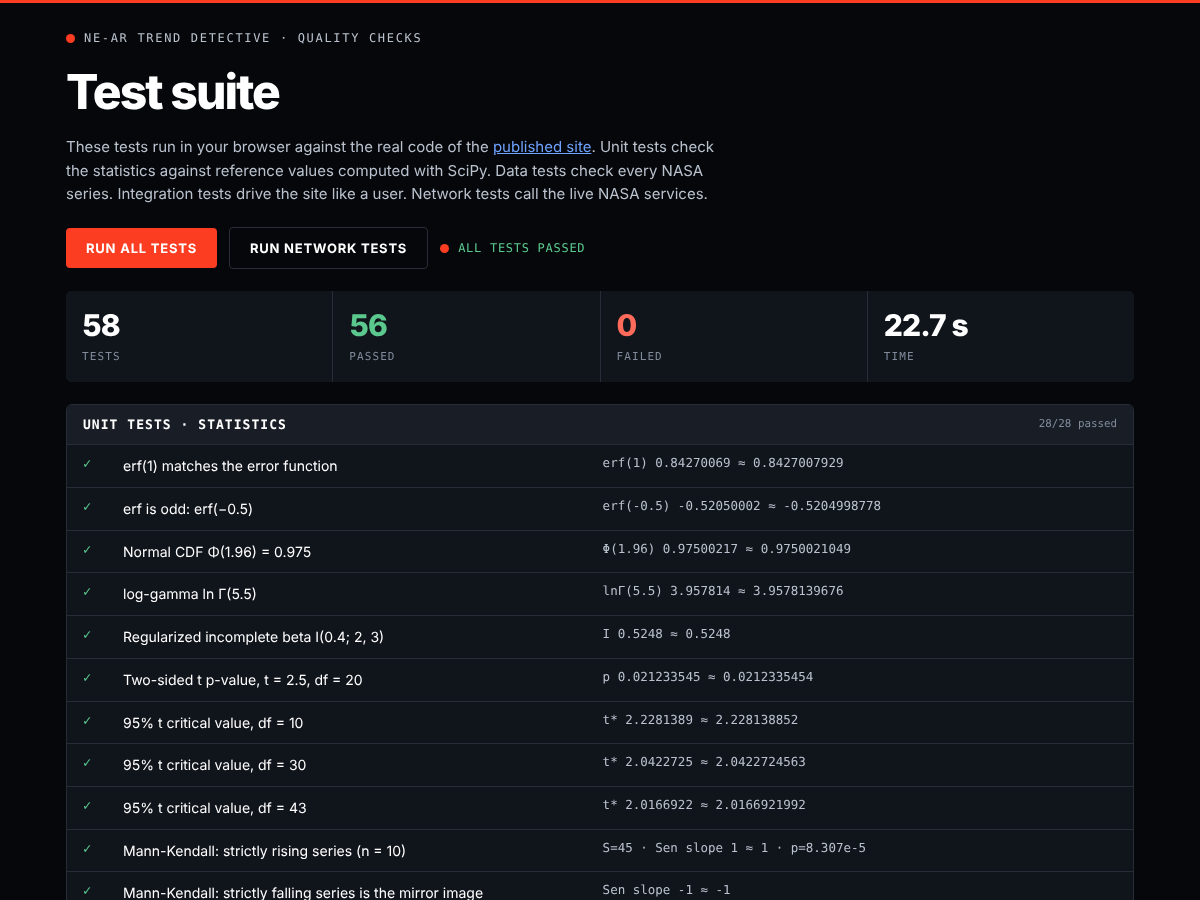 NE-AR TREND DETECTIVE · QUALITY CHECKS
Test suite
These tests run in your browser against the real code of the published site. Unit tests check
the statistics against reference values computed with SciPy. Data tests check every NASA
series. Integration tests drive the site like a user. Network tests call the live NASA services.
RUN ALL TESTS RUN NETWORK TESTS ALL TESTS PASSED
58 56 0 22.7 s
TESTS PASSED FAILED TIME
UNIT TESTS · STATISTICS 28/28 passed
✓ erf(1) matches the error function erf(1) 0.84270069 ≈ 0.8427007929
✓ erf is odd: erf(−0.5) erf(-0.5) -0.52050002 ≈ -0.5204998778
✓ Normal CDF Φ(1.96) = 0.975 Φ(1.96) 0.97500217 ≈ 0.9750021049
✓ log-gamma ln Γ(5.5) lnΓ(5.5) 3.957814 ≈ 3.9578139676
✓ Regularized incomplete beta I(0.4; 2, 3) I 0.5248 ≈ 0.5248
✓ Two-sided t p-value, t = 2.5, df = 20 p 0.021233545 ≈ 0.0212335454
✓ 95% t critical value, df = 10 t* 2.2281389 ≈ 2.228138852
✓ 95% t critical value, df = 30 t* 2.0422725 ≈ 2.0422724563
✓ 95% t critical value, df = 43 t* 2.0166922 ≈ 2.0166921992
✓ Mann-Kendall: strictly rising series (n = 10) S=45 · Sen slope 1 ≈ 1 · p=8.307e-5
✓ Mann-Kendall: strictly falling series is the mirror image Sen slope -1 ≈ -1